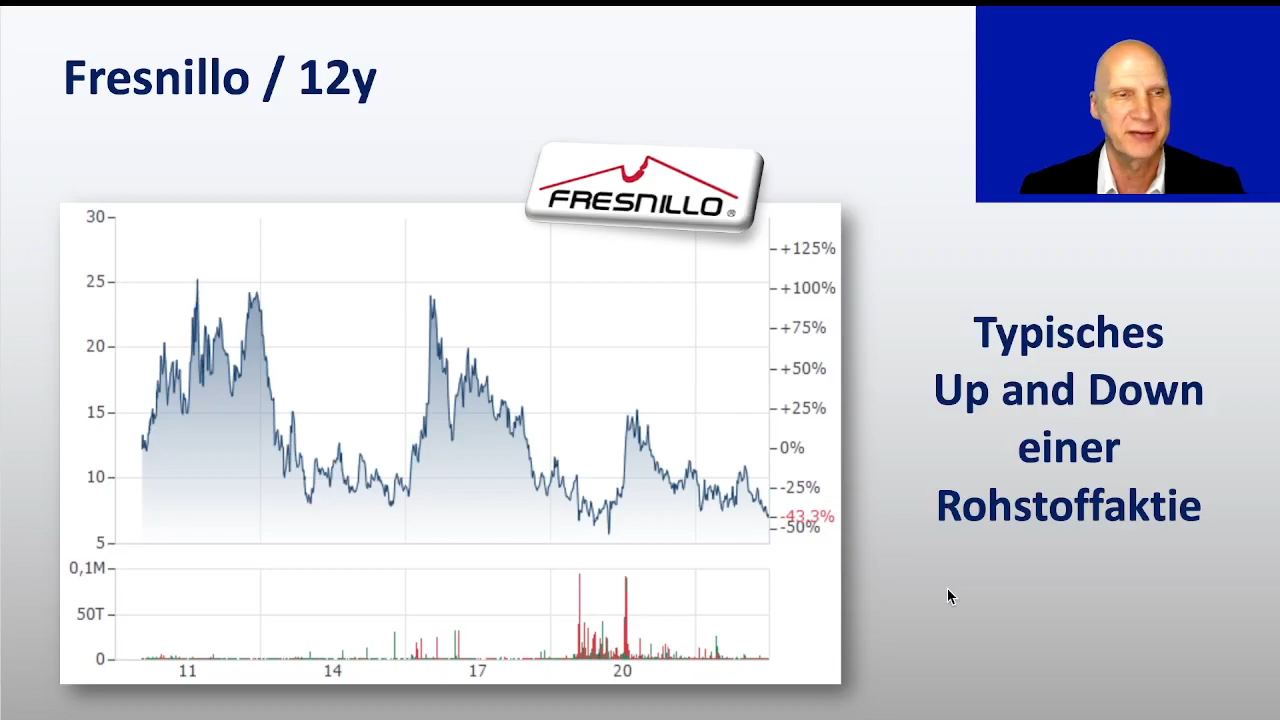 Fresnillo / 12y
FRESNILLO ®
30
25
20
15
10
5
+125%
+100%
+75%
+50%
+25%
0%
-25%
-43,3%
-50%
0,1M
50T
0
11 14 17 20
Typisches
Up and Down
einer
Rohstoffaktie